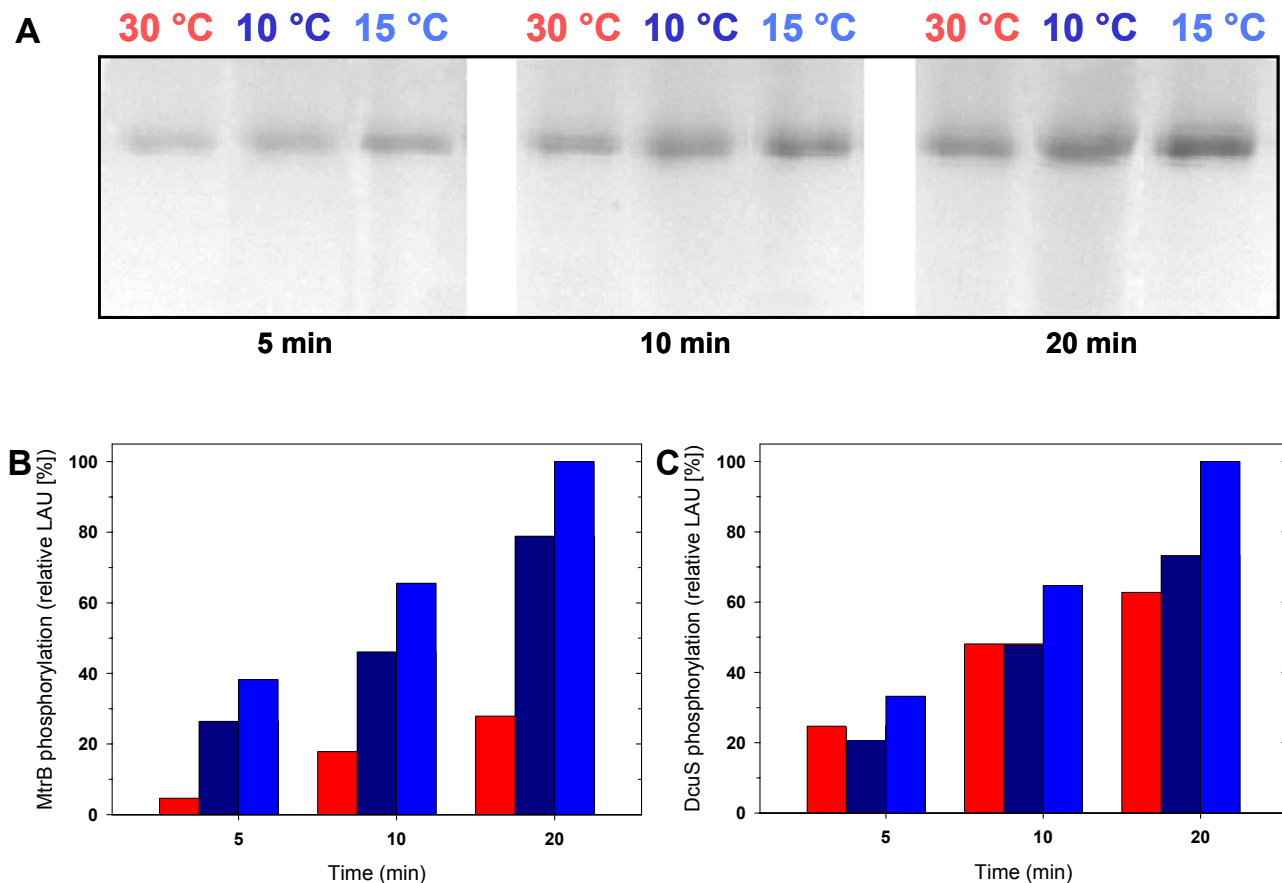 A
30 °C 10 °C 15 °C 30 °C 10 °C 15 °C 30 °C 10 °C 15 °C
5 min 10 min 20 min
B
MtrB phosphorylation (relative LAU [%])
100
80
60
40
20
0
5 10 20
Time (min)
C
DcuS phosphorylation (relative LAU [%])
100
80
60
40
20
0
5 10 20
Time (min)